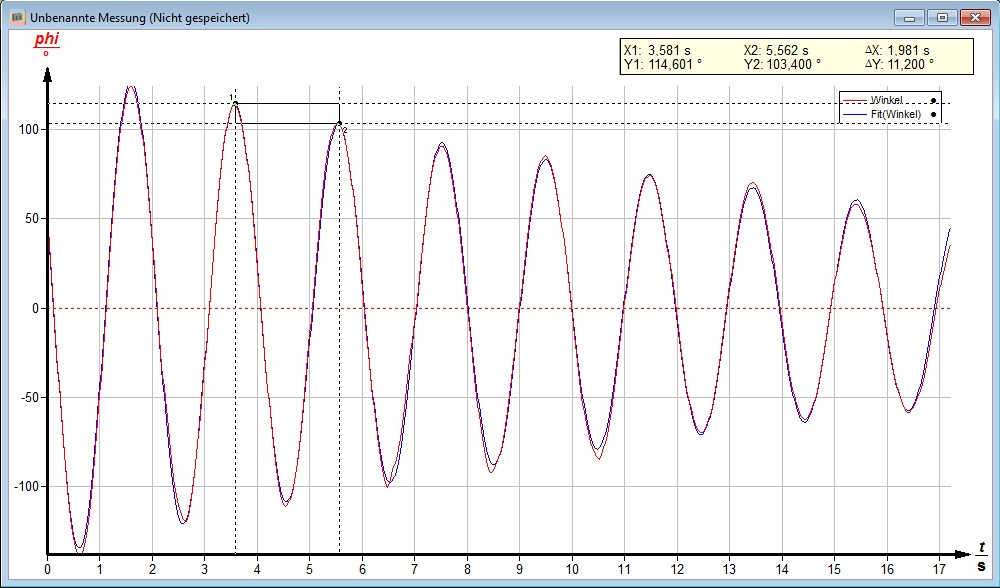 Unbenannte Messung (Nicht gespeichert)
phi
°
X1: 3,581 s X2: 5,562 s ΔX: 1,981 s
Y1: 114,601 ° Y2: 103,400 ° ΔY: 11,200 °
Winkel
Fit(Winkel)
1
2
100
50
0
-50
-100
0 1 2 3 4 5 6 7 8 9 10 11 12 13 14 15 16 17
t
s